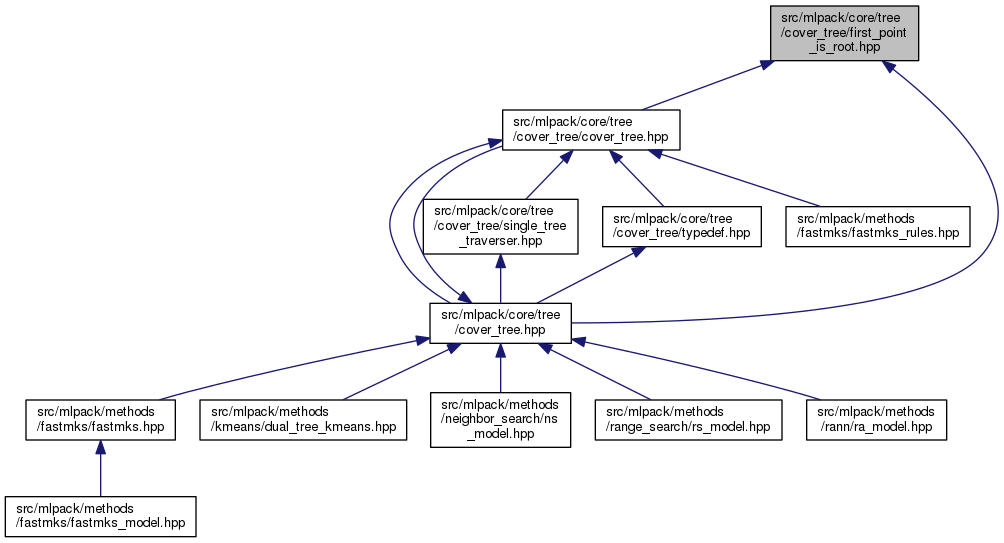 src/mlpack/core/tree
/cover_tree/first_point
_is_root.hpp
src/mlpack/core/tree
/cover_tree/cover_tree.hpp
src/mlpack/core/tree
/cover_tree/single_tree
_traverser.hpp
src/mlpack/core/tree
/cover_tree/typedef.hpp
src/mlpack/methods
/fastmks/fastmks_rules.hpp
src/mlpack/core/tree
/cover_tree.hpp
src/mlpack/methods
/fastmks/fastmks.hpp
src/mlpack/methods
/kmeans/dual_tree_kmeans.hpp
src/mlpack/methods
/neighbor_search/ns
_model.hpp
src/mlpack/methods
/range_search/rs_model.hpp
src/mlpack/methods
/rann/ra_model.hpp
src/mlpack/methods
/fastmks/fastmks_model.hpp